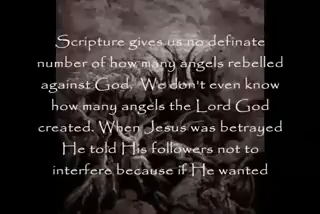 Scripture gives us no definate
number of how many angels rebelled
against God. We don't even know
how many angels the Lord God
created. When Jesus was betrayed
He told His followers not to
interfere because if He wanted